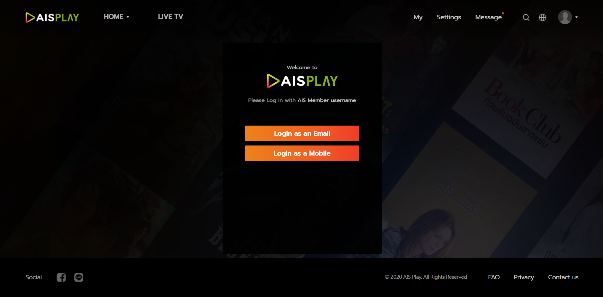 AISPLAY
HOME
LIVE TV
My
Settings
Message
Welcome to
AISPLAY
Please Log in with AIS Member username
Login as an Email
Login as a Mobile
Book Club
Social
© 2020 AIS Play. All Rights Reserved
FAQ
Privacy
Contact us